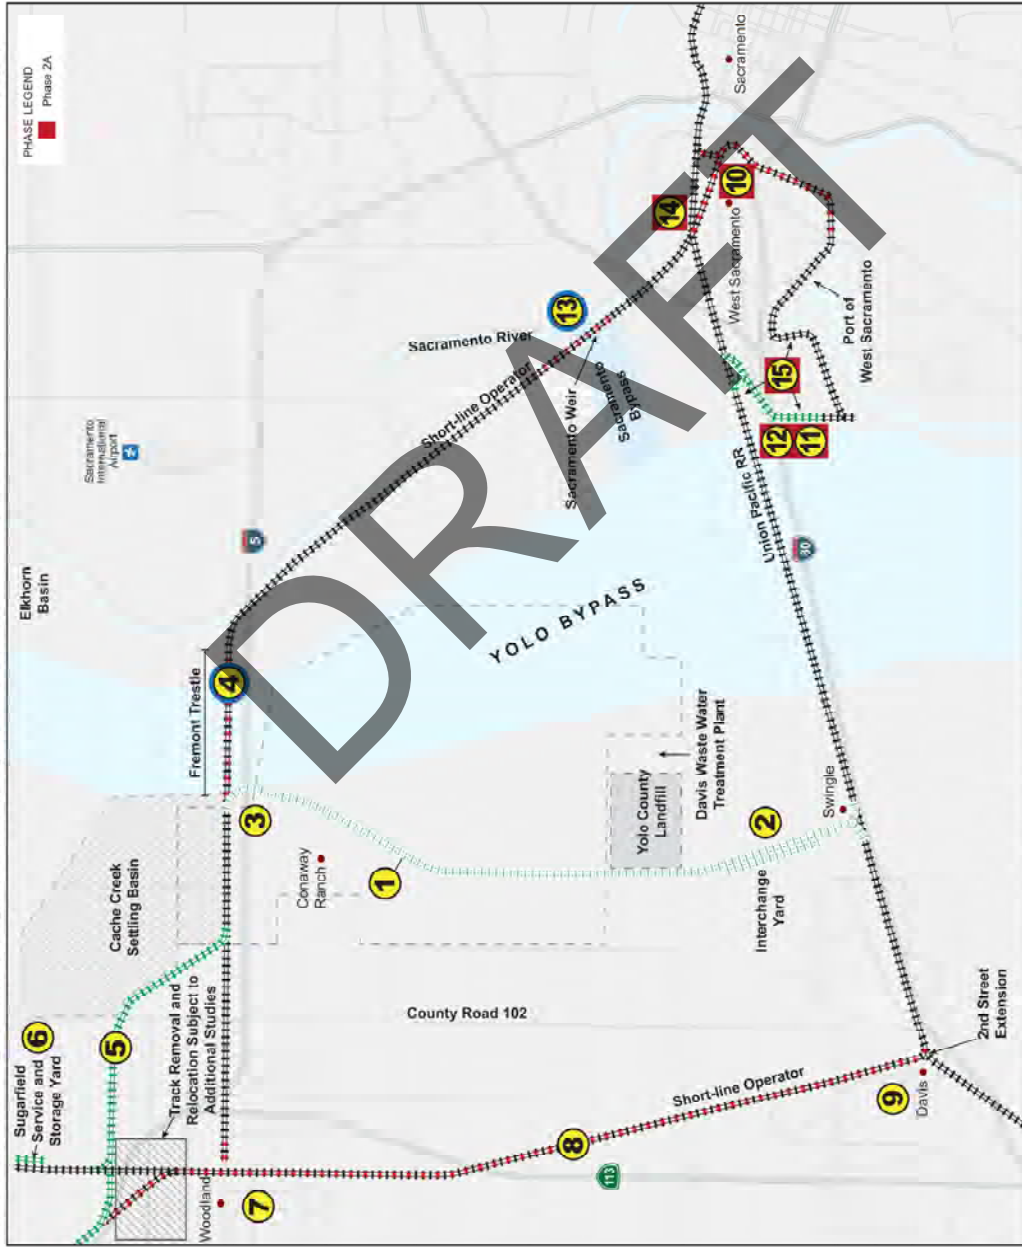 PHASE LEGEND
Phase 2A
Sacramento
14
10
West Sacramento
13
Sacramento River
Short-line Operator
Sacramento Weir
Sacramento
Bypass
Port of
West Sacramento
15
12
11
Union Pacific RR
80
Sacramento
International
Airport
5
Elkhorn
Basin
YOLO BYPASS
DRAFT
Fremont Trestle
4
3
Cache Creek
Settling Basin
Conaway
Ranch
1
Yolo County
Landfill
Davis Waste Water
Treatment Plant
2
Interchange
Yard
Swingle
County Road 102
Sugarfield
Service and
Storage Yard
6
5
Track Removal and
Relocation Subject to
Additional Studies
Woodland
7
8
113
Short-line Operator
9
Davis
2nd Street
Extension